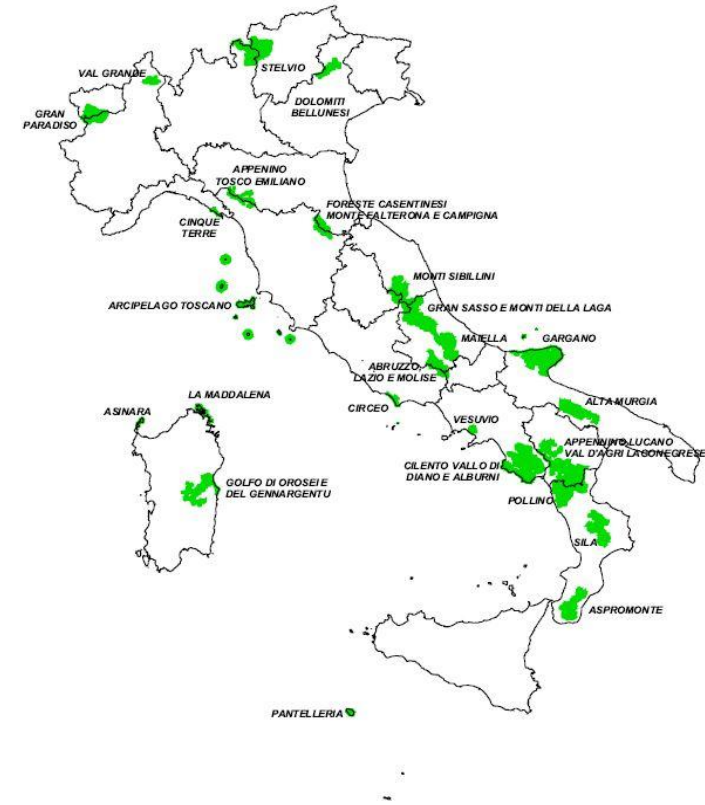 STELVIO
VAL GRANDE
DOLOMITI
BELLUNESI
GRAN
PARADISO
APPENINO
TOSCO EMILIANO
FORESTE CASENTINESI
MONTE FALTERONA E CAMPIGNA
CINQUE
TERRE
MONTI SIBILLINI
ARCIPELAGO TOSCANO
GRAN SASSO E MONTI DELLA LAGA
MAIELLA
GARGANO
ABRUZZO,
LAZIO E MOLISE
LA MADDALENA
ASINARA
CIRCEO
ALTA MURGIA
VESUVIO
APPENNINO LUCANO
VAL D'AGRI LAGONEGRESE
CILENTO VALLO DI
DIANO E ALBURNI
GOLFO DI OROSEI E
DEL GENNARGENTU
POLLINO
SILA
ASPROMONTE
PANTELLERIA